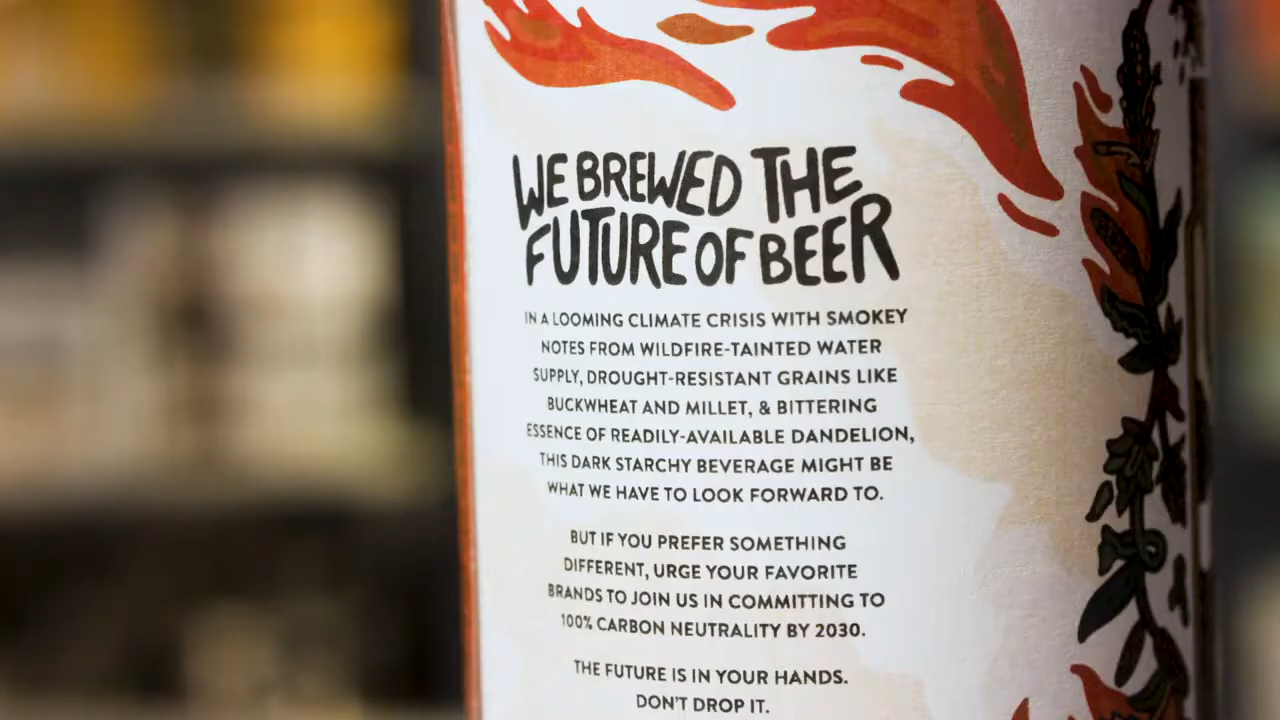 WE BREWED THE
FUTURE OF BEER
IN A LOOMING CLIMATE CRISIS WITH SMOKEY
NOTES FROM WILDFIRE-TAINTED WATER
SUPPLY, DROUGHT-RESISTANT GRAINS LIKE
BUCKWHEAT AND MILLET, & BITTERING
ESSENCE OF READILY-AVAILABLE DANDELION,
THIS DARK STARCHY BEVERAGE MIGHT BE
WHAT WE HAVE TO LOOK FORWARD TO.
BUT IF YOU PREFER SOMETHING
DIFFERENT, URGE YOUR FAVORITE
BRANDS TO JOIN US IN COMMITTING TO
100% CARBON NEUTRALITY BY 2030.
THE FUTURE IS IN YOUR HANDS.
DON'T DROP IT.